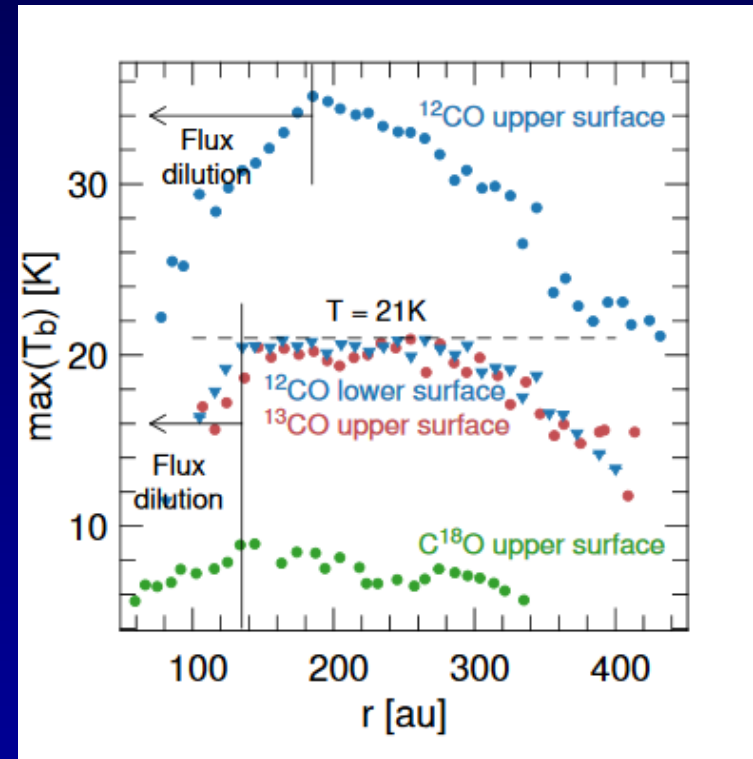 ¹²CO upper surface
Flux
dilution
30
T = 21K
20
¹²CO lower surface
¹³CO upper surface
Flux
dilution
10
C¹⁸O upper surface
max(T_b) [K]
100 200 300 400
r [au]